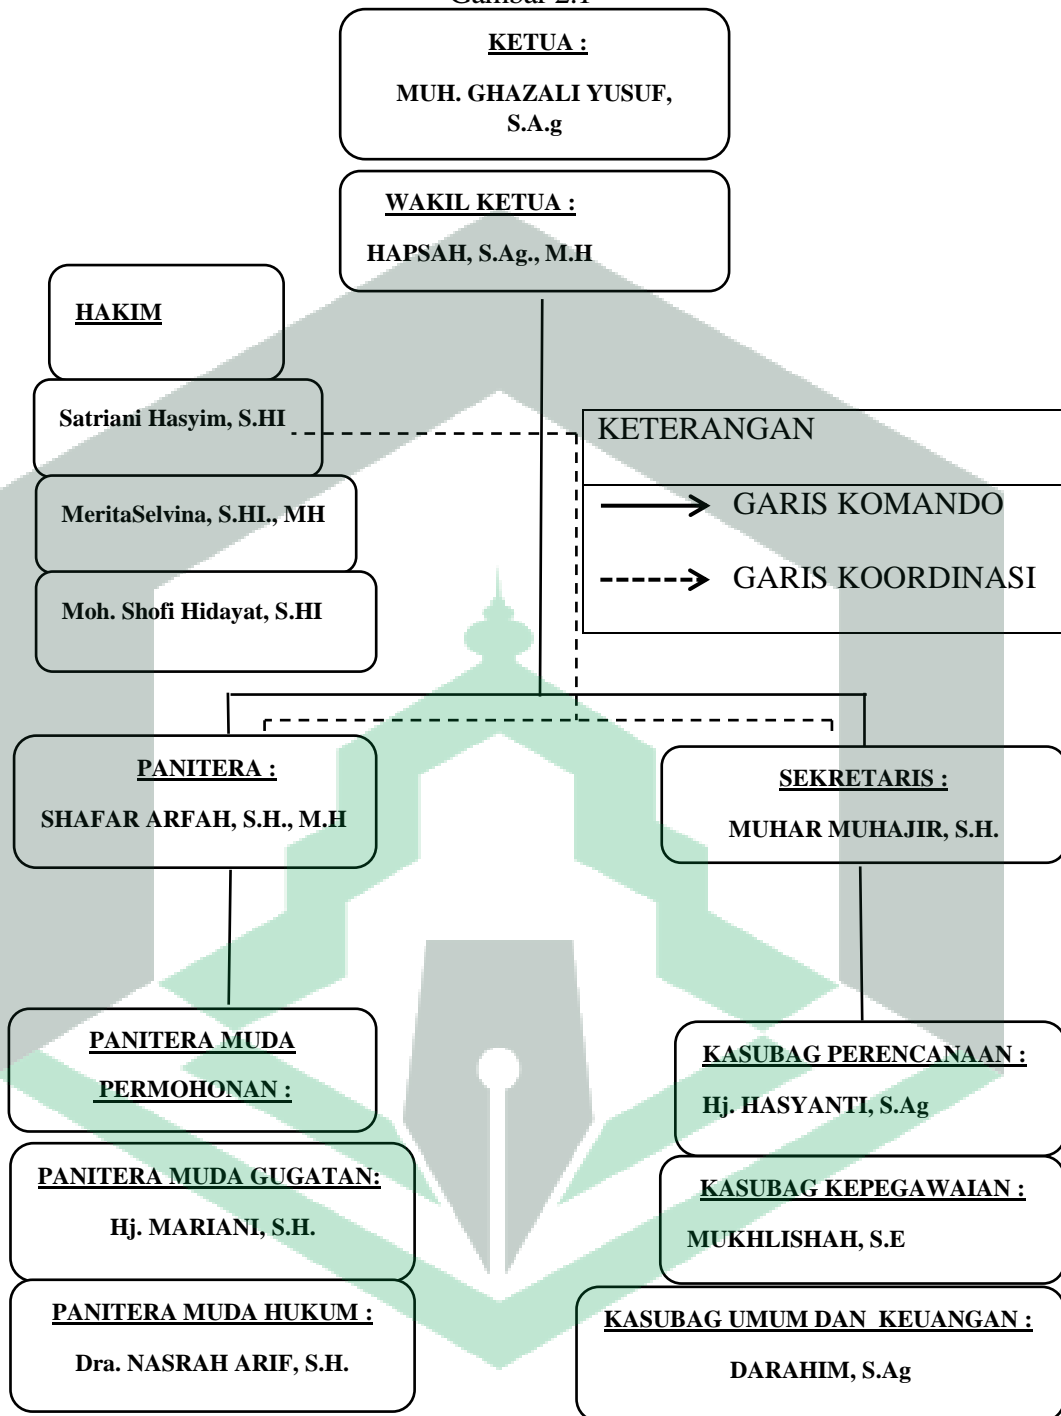 Gambar 2.1
KETUA :
MUH. GHAZALI YUSUF,
S.A.g
WAKIL KETUA :
HAPSAH, S.Ag., M.H
HAKIM
Satriani Hasyim, S.HI
MeritaSelvina, S.HI., MH
Moh. Shofi Hidayat, S.HI
KETERANGAN
GARIS KOMANDO
GARIS KOORDINASI
PANITERA :
SHAFAR ARFAH, S.H., M.H
SEKRETARIS :
MUHAR MUHAJIR, S.H.
PANITERA MUDA
PERMOHONAN :
PANITERA MUDA GUGATAN:
Hj. MARIANI, S.H.
PANITERA MUDA HUKUM :
Dra. NASRAH ARIF, S.H.
KASUBAG PERENCANAAN :
Hj. HASYANTI, S.Ag
KASUBAG KEPEGAWAIAN :
MUKHLISHAH, S.E
KASUBAG UMUM DAN  KEUANGAN :
DARAHIM, S.Ag